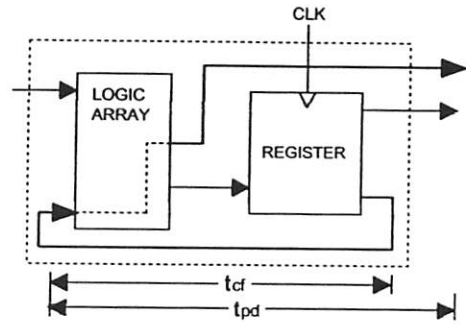 CLK
LOGIC
ARRAY
REGISTER
tcf
tpd